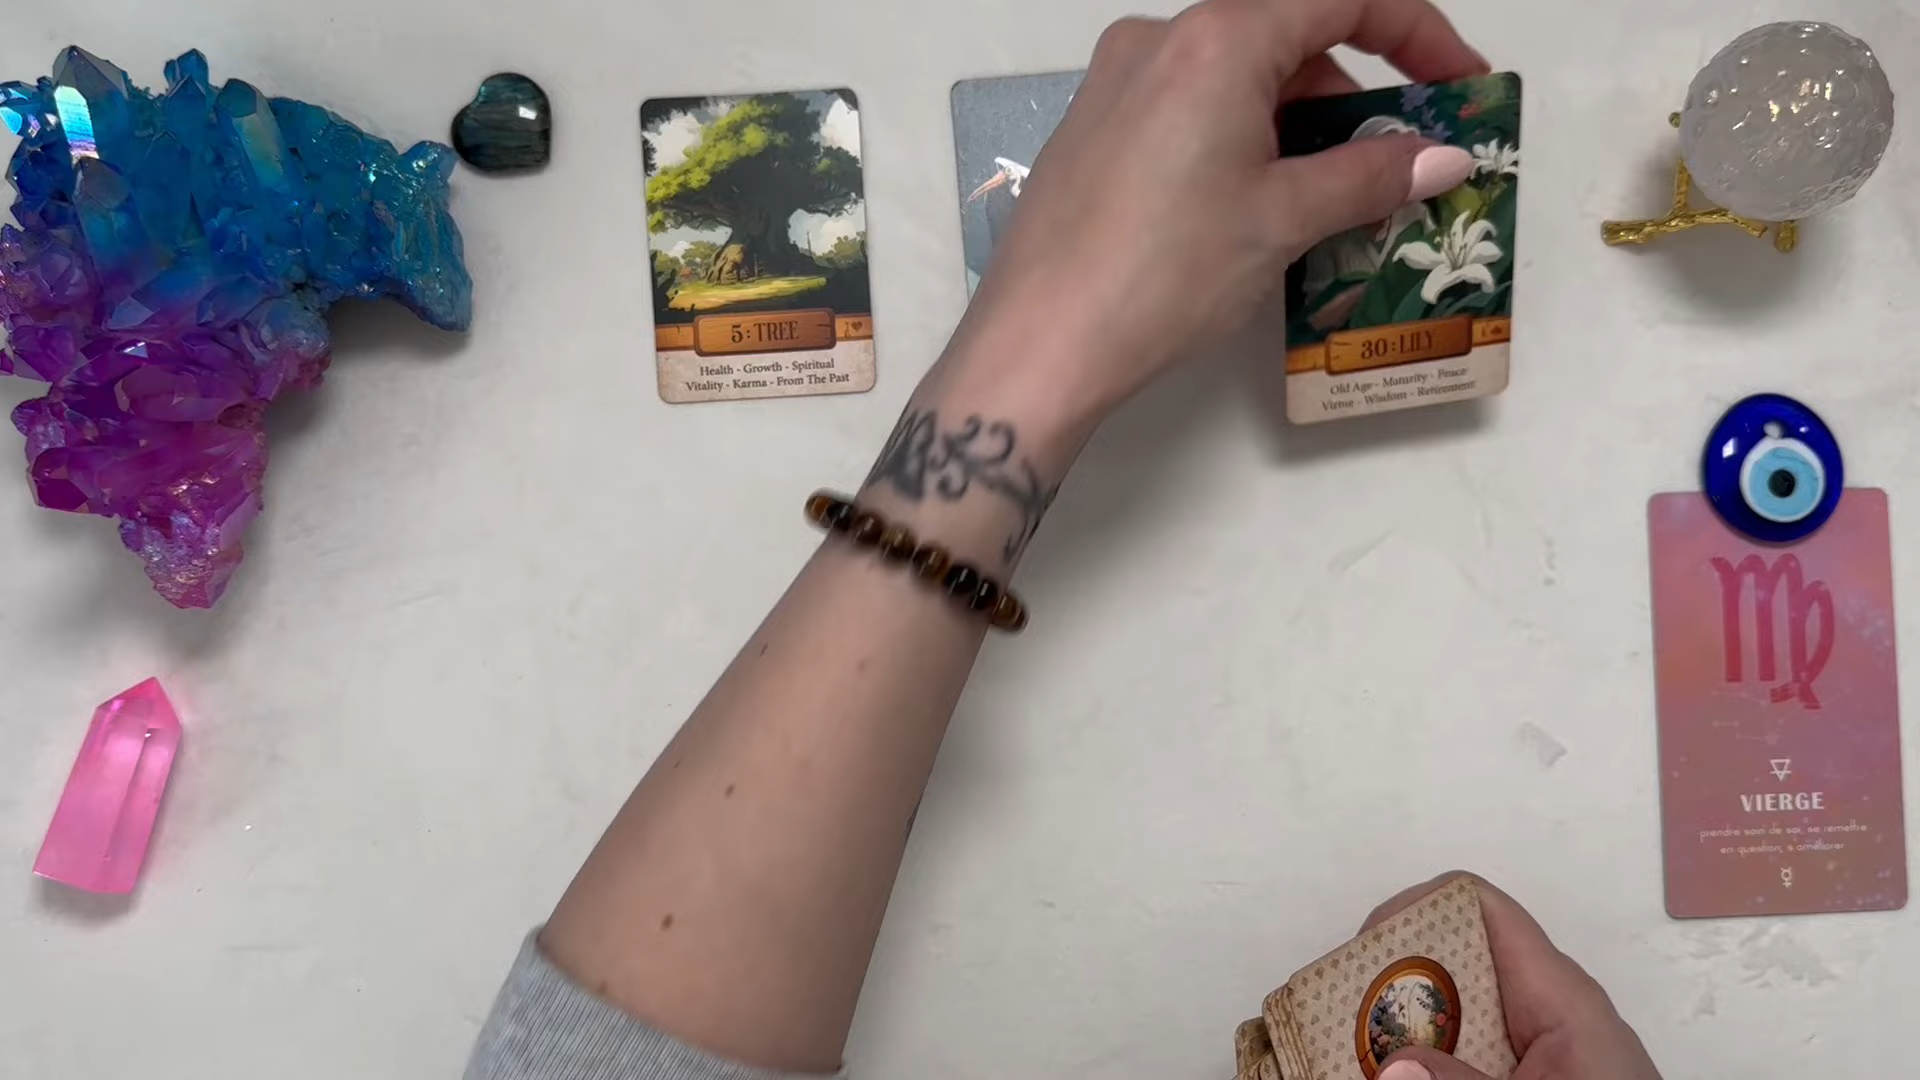 5:TREE
Health - Growth - Spiritual
Vitality - Karma - From The Past
30:LILY
Old Age - Maturity - Peace
Virtue - Wisdom - Retirement
VIERGE
prendre soin de soi, se remettre
en question, s'améliorer